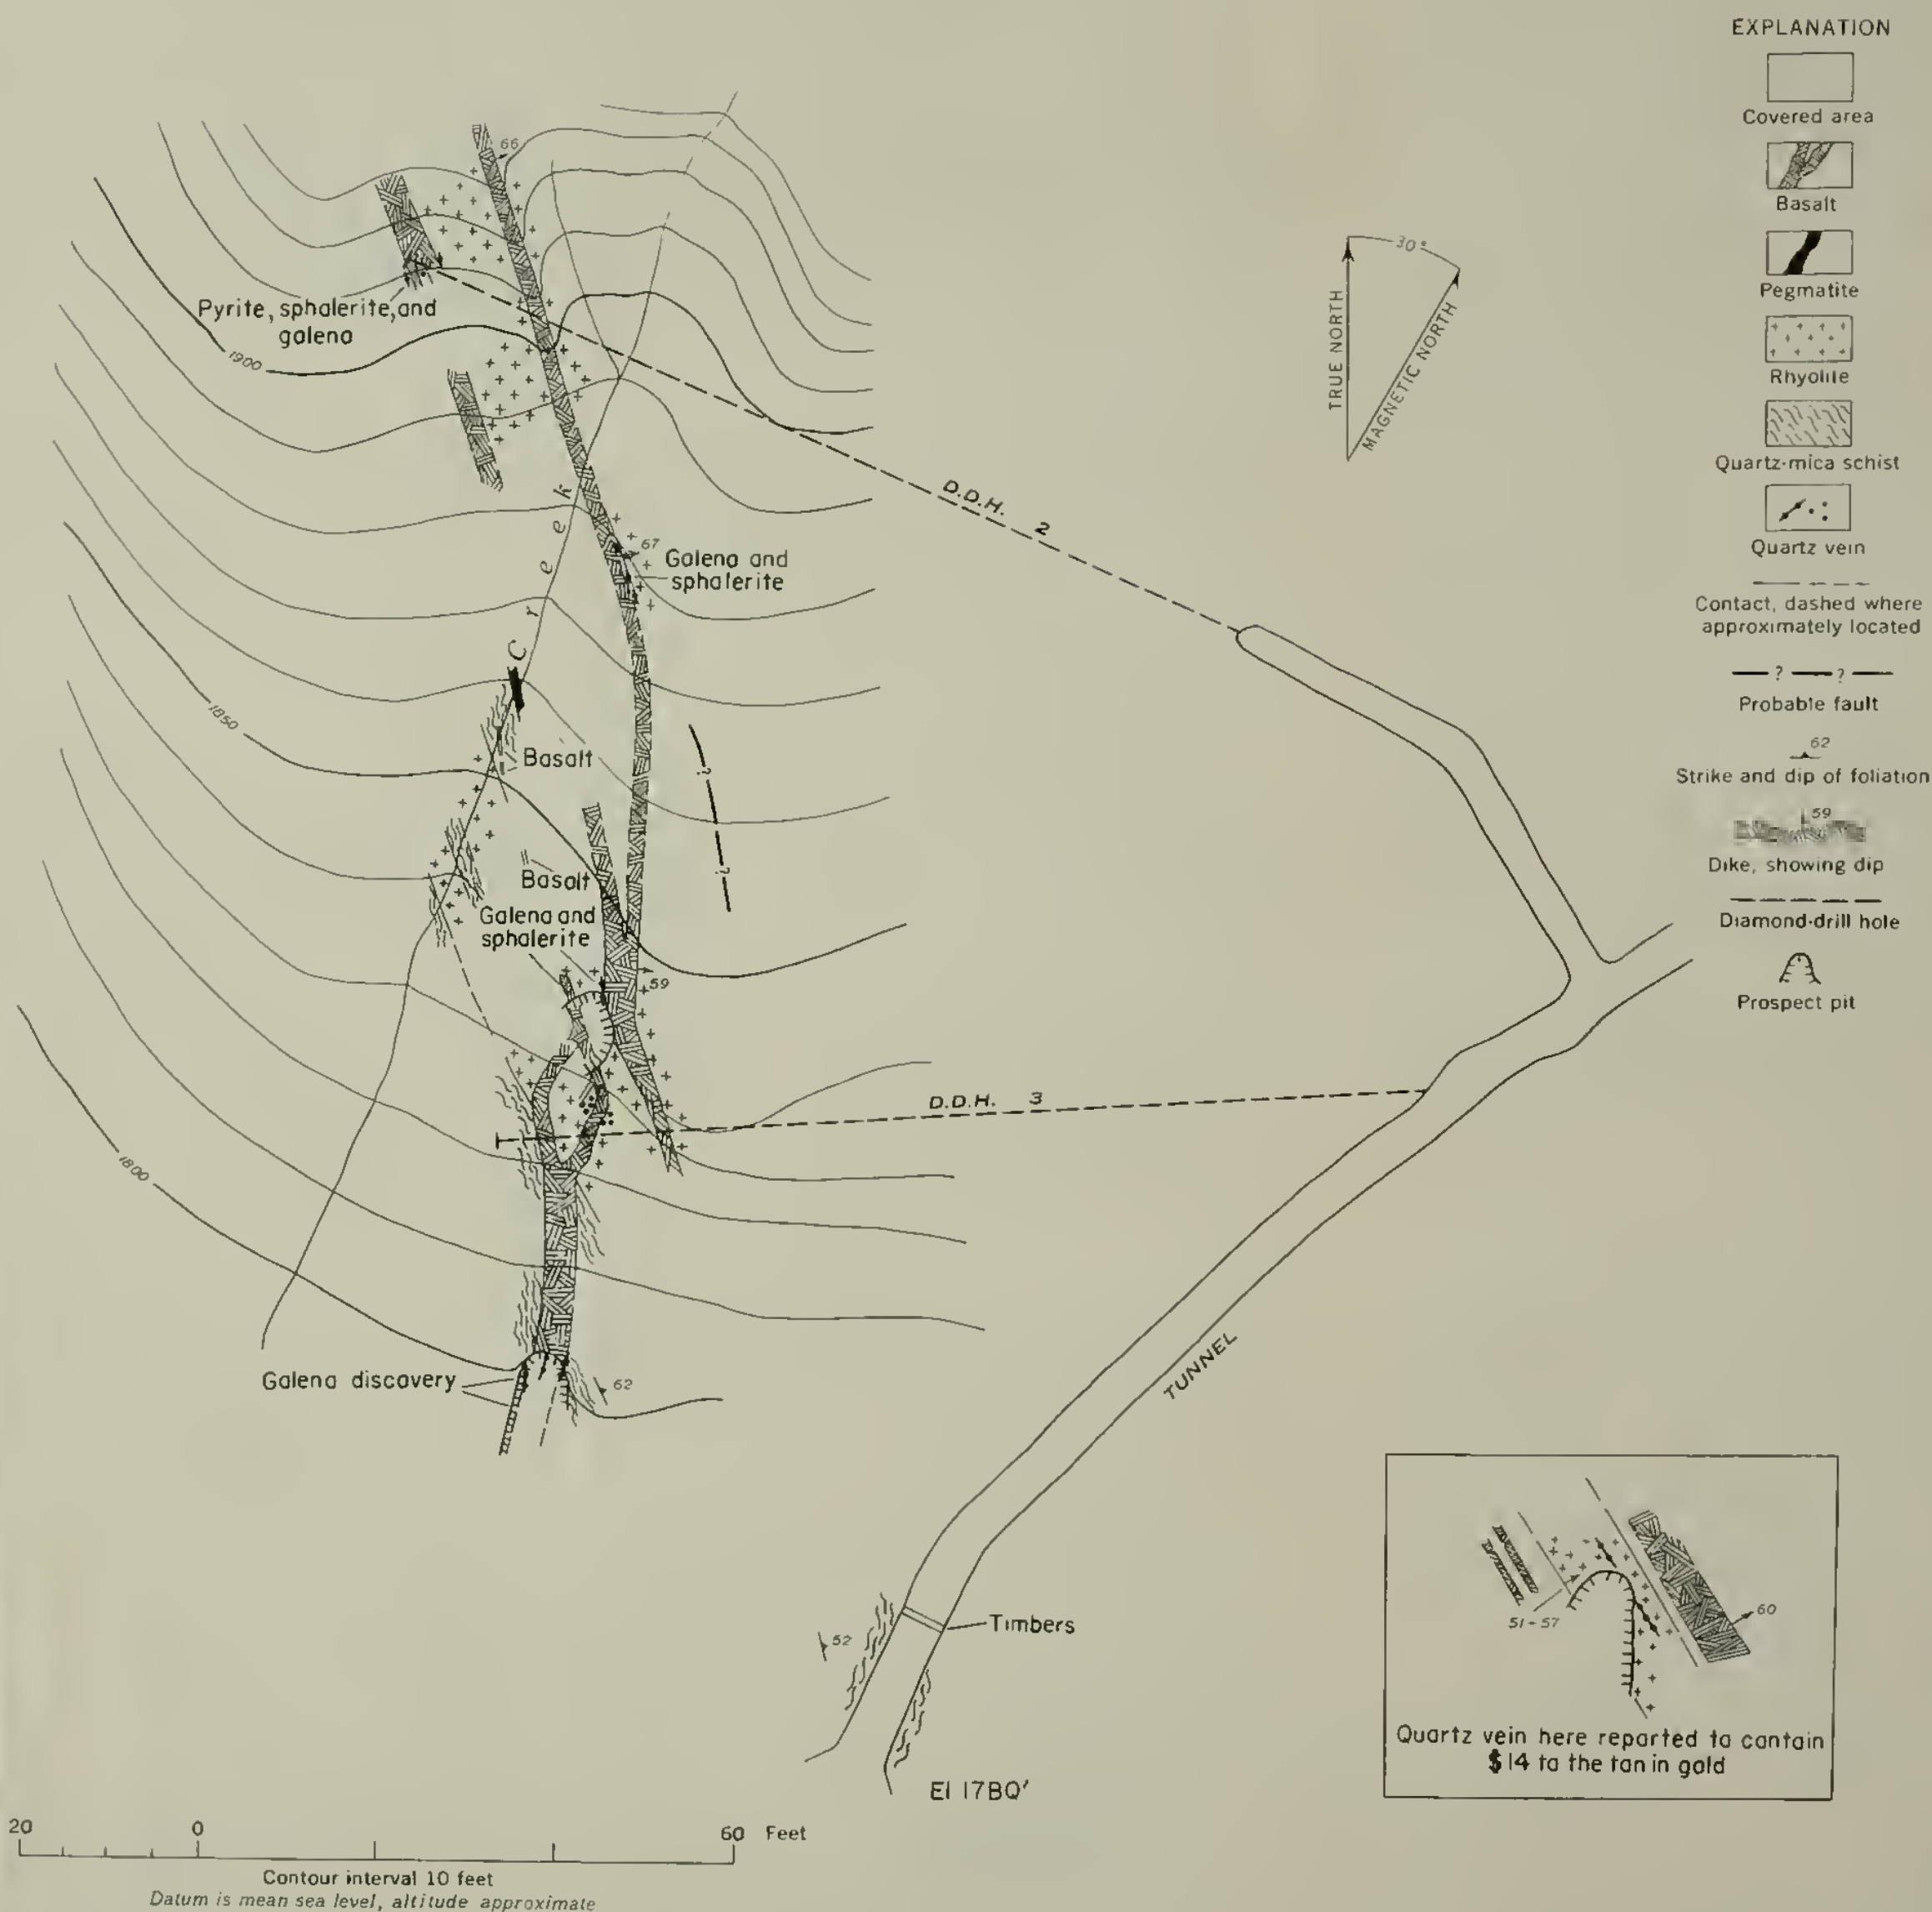 EXPLANATION
Covered area
Basalt
Pegmatite
Rhyolite
Quartz-mica schist
Quartz vein
Contact, dashed where
approximately located
? ?
Probable fault
62
Strike and dip of foliation
59
Dike, showing dip
Diamond-drill hole
Prospect pit
30°
TRUE NORTH
MAGNETIC NORTH
66
Pyrite, sphalerite, and
galena
1900
D.D.H. 2
67
Galena and
sphalerite
Creek
1850
Basalt
?
?
Basalt
Galena and
sphalerite
59
D.D.H. 3
1800
Galena discovery
62
TUNNEL
52
Timbers
El 17BO'
51-57
60
Quartz vein here reported to contain
$14 to the ton in gold
20 0 60 Feet
Contour interval 10 feet
Datum is mean sea level, altitude approximate